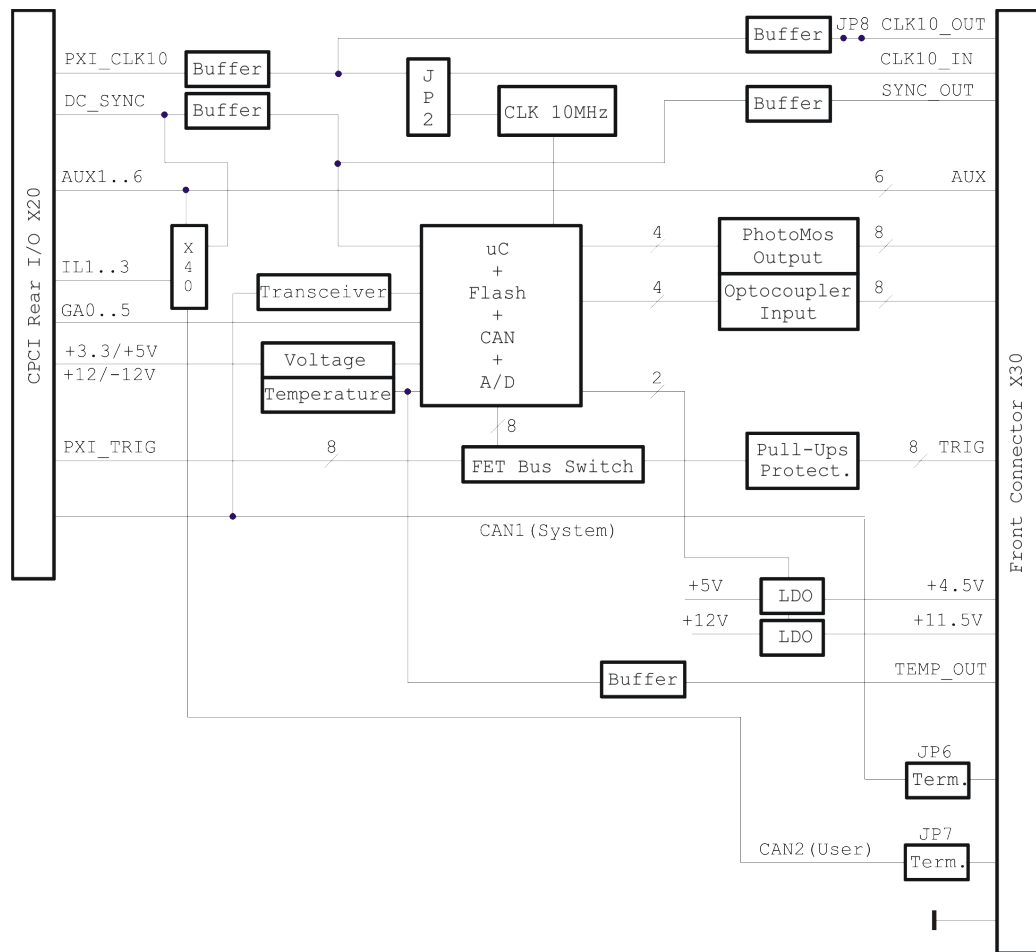 Buffer
JP8
CLK10_OUT
PXI_CLK10
Buffer
CLK10_IN
JP2
DC_SYNC
Buffer
CLK 10MHz
Buffer
SYNC_OUT
AUX1..6
6
AUX
CPCI Rear I/O X20
X40
IL1..3
Transceiver
GA0..5
+3.3/+5V
+12/-12V
Voltage
Temperature
uC
+
Flash
+
CAN
+
A/D
4
PhotoMos
Output
8
4
Optocoupler
Input
8
2
8
PXI_TRIG
8
FET Bus Switch
Pull-Ups
Protect.
8
TRIG
Front Connector X30
CAN1(System)
+5V
LDO
+4.5V
+12V
LDO
+11.5V
Buffer
TEMP_OUT
JP6
Term.
JP7
CAN2(User)
Term.